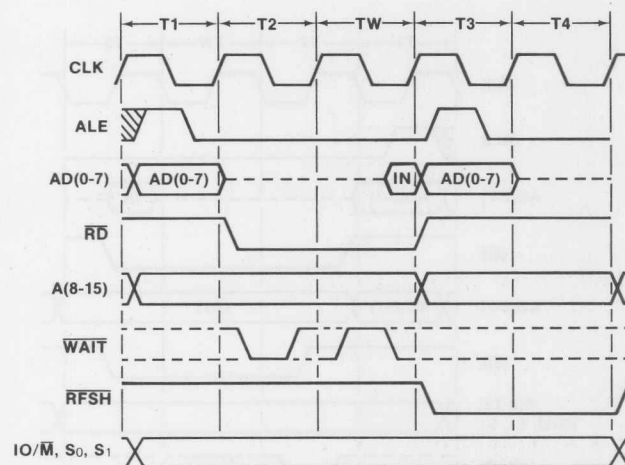 T1 T2 TW T3 T4
CLK
ALE
AD(0-7) AD(0-7) IN AD(0-7)
RD
A(8-15)
WAIT
RFSH
IO/M, S0, S1